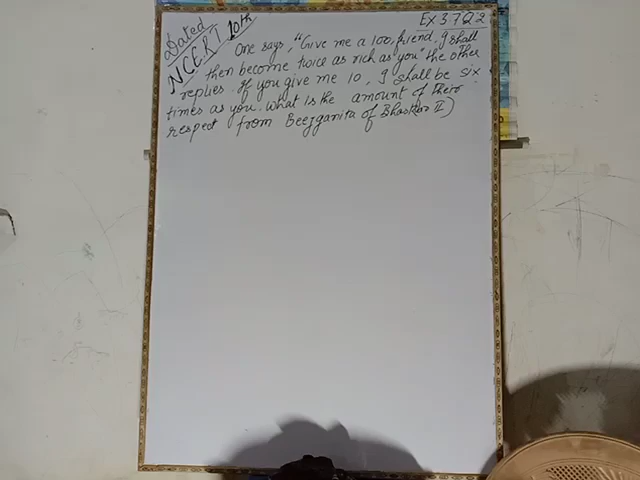 Dated
NCERT 10th
Ex 3.7 Q 2
One says, "Give me a 100, friend, I shall
then become twice as rich as "you" the other
replies. If you give me 10, I shall be six
times as you. what is the amount of their
respect from Beejganita of Bhaskar II)